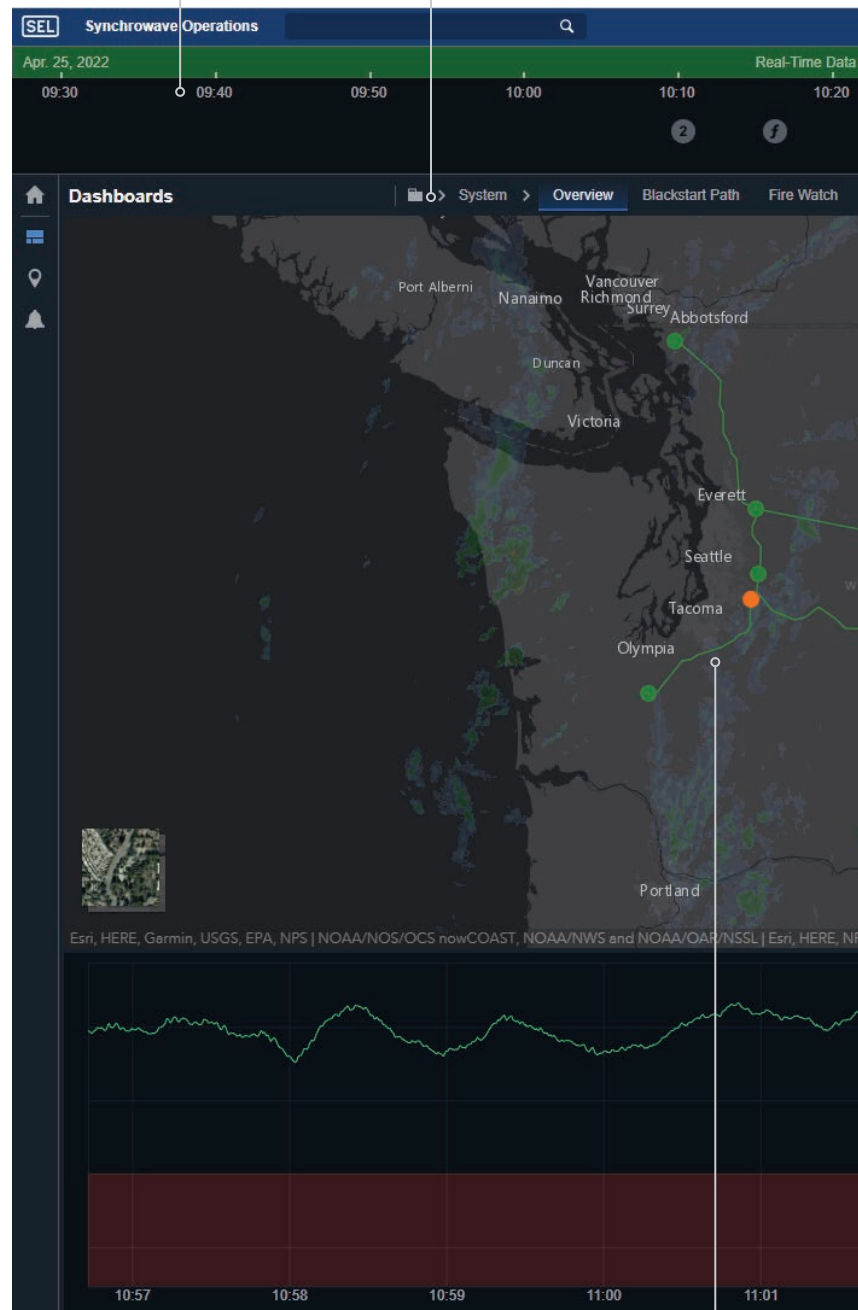 SEL Synchrowave Operations
Apr. 25, 2022 Real-Time Data
09:30 09:40 09:50 10:00 10:10 10:20
2 f
Dashboards > System > Overview Blackstart Path Fire Watch
Port Alberni
Nanaimo
Vancouver
Richmond
Surrey
Abbotsford
Duncan
Victoria
Everett
Seattle
Tacoma
Olympia
Portland
Esri, HERE, Garmin, USGS, EPA, NPS | NOAA/NOS/OCS nowCOAST, NOAA/NWS and NOAA/OAR/NSSL | Esri, HERE, NP
10:57 10:58 10:59 11:00 11:01